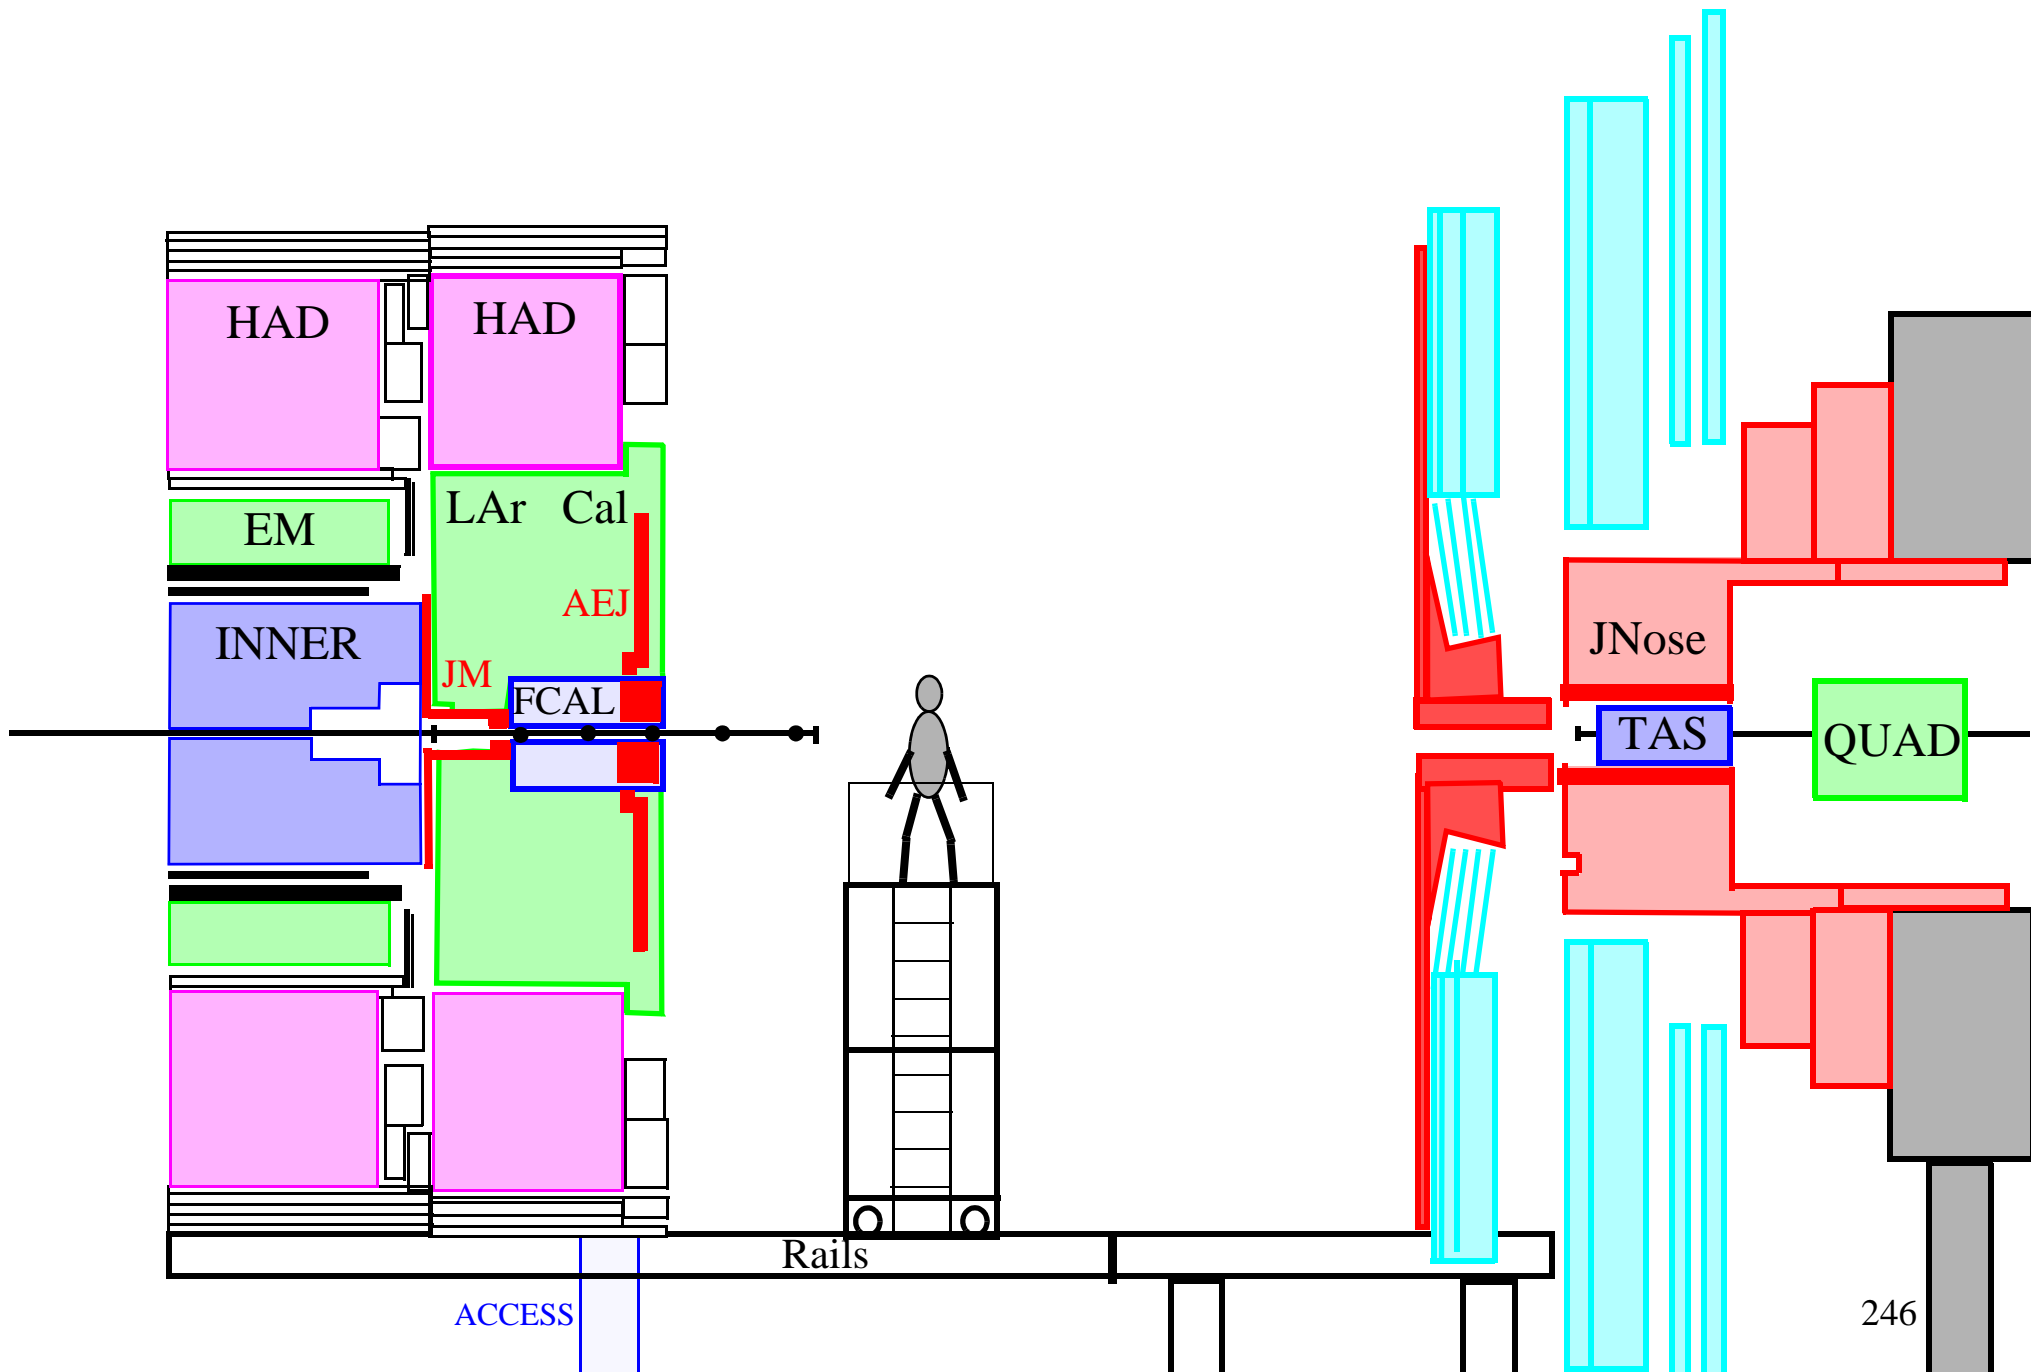 HAD HAD
LAr Cal
EM
AEJ
INNER
JNose
JM
FCAL
TAS
QUAD
Rails
ACCESS
246